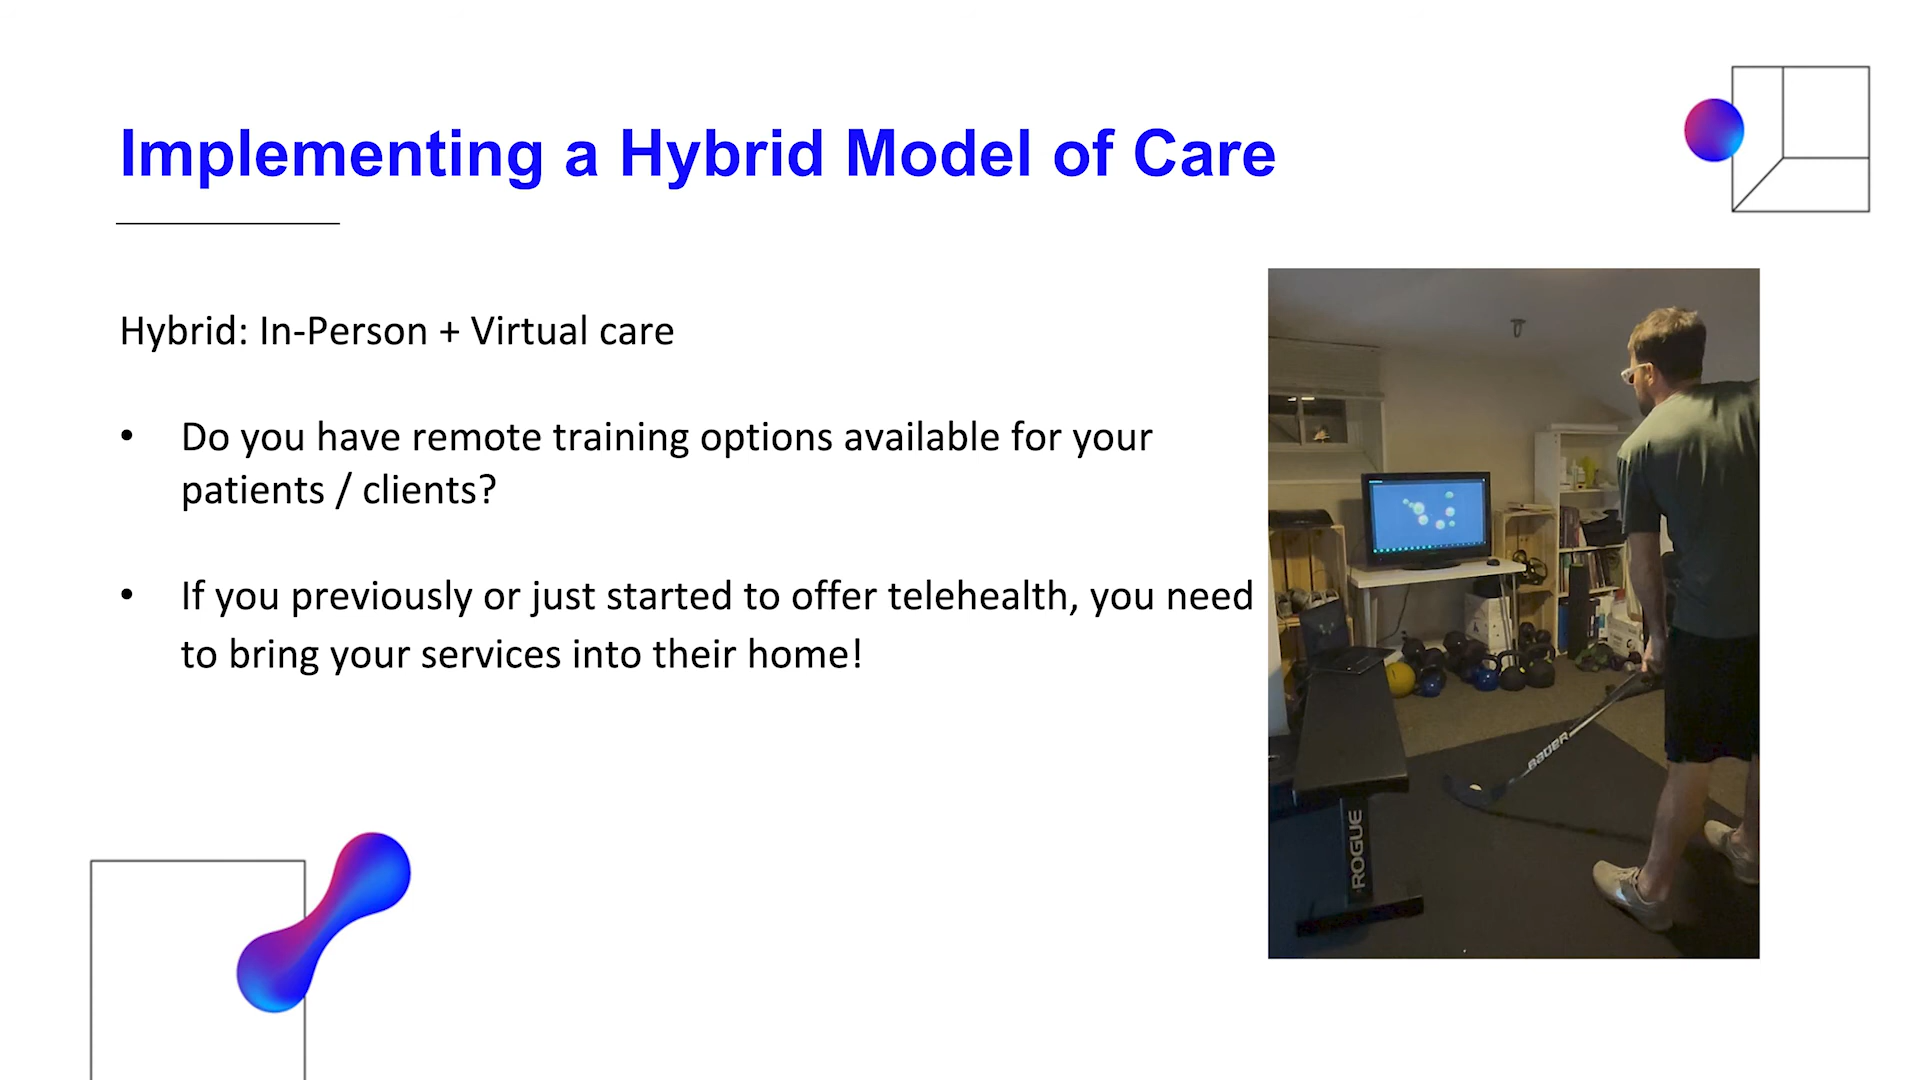 Implementing a Hybrid Model of Care
Hybrid: In-Person + Virtual care
• Do you have remote training options available for your
patients / clients?
• If you previously or just started to offer telehealth, you need
to bring your services into their home!
BAUER
ROGUE